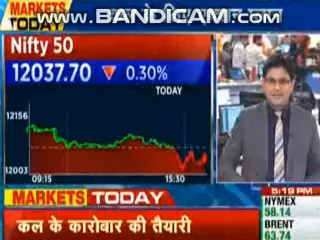 MARKETS
TODAY
www.BANDICAM.com
Nifty 50
12037.70 ▼ 0.30%
TODAY
12156
12003
09:15
15:30
5:19 PM
MARKETS TODAY
NYMEX
58.14
कल के कारोबार की तैयारी
BRENT
63.74